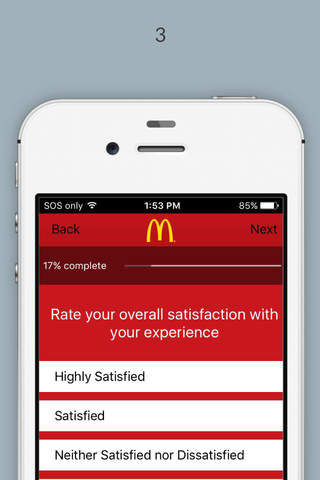 3
SOS only 1:53 PM 85%
Back Next
17% complete
Rate your overall satisfaction with
your experience
Highly Satisfied
Satisfied
Neither Satisfied nor Dissatisfied